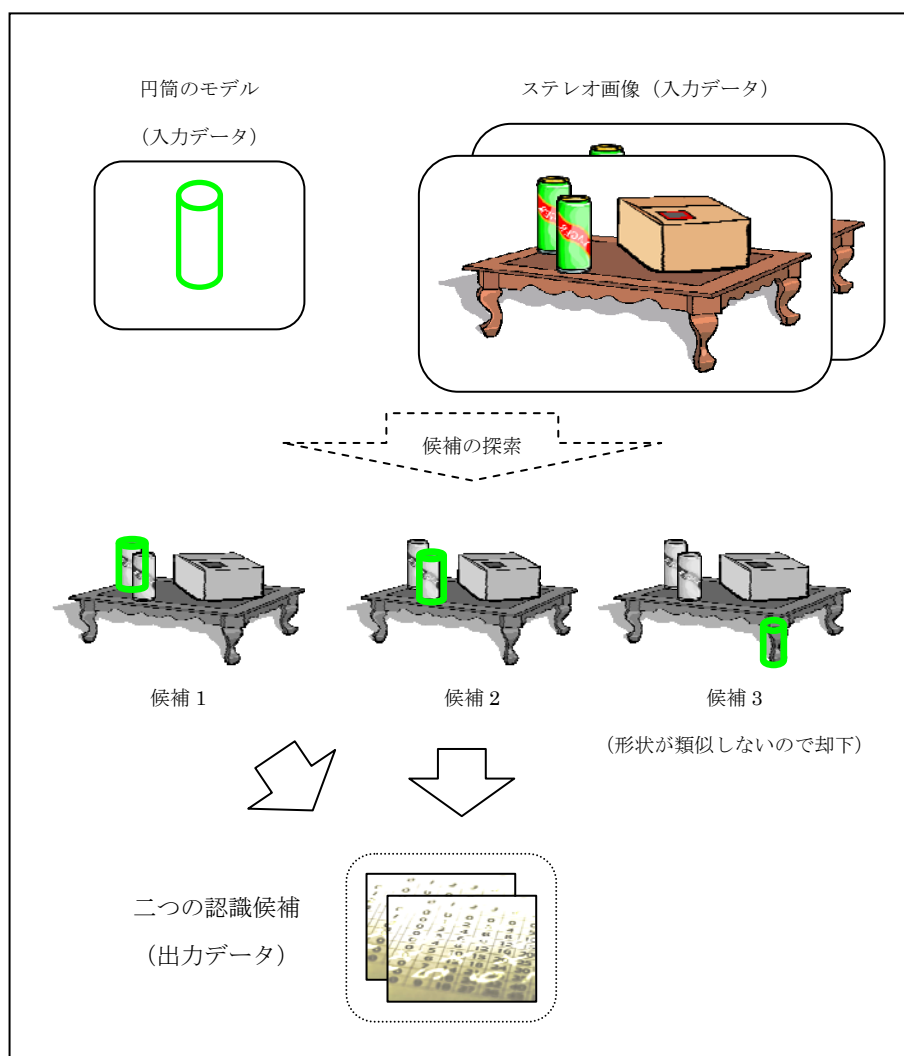 円筒のモデル
（入力データ）
ステレオ画像（入力データ）
候補の探索
候補 1
候補 2
候補 3
（形状が類似しないので却下）
二つの認識候補
（出力データ）